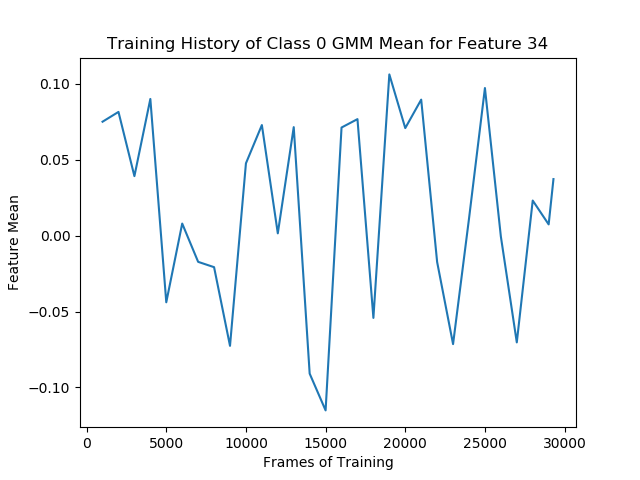 Training History of Class 0 GMM Mean for Feature 34
0.10
0.05
0.00
−0.05
−0.10
Feature Mean
0 5000 10000 15000 20000 25000 30000
Frames of Training